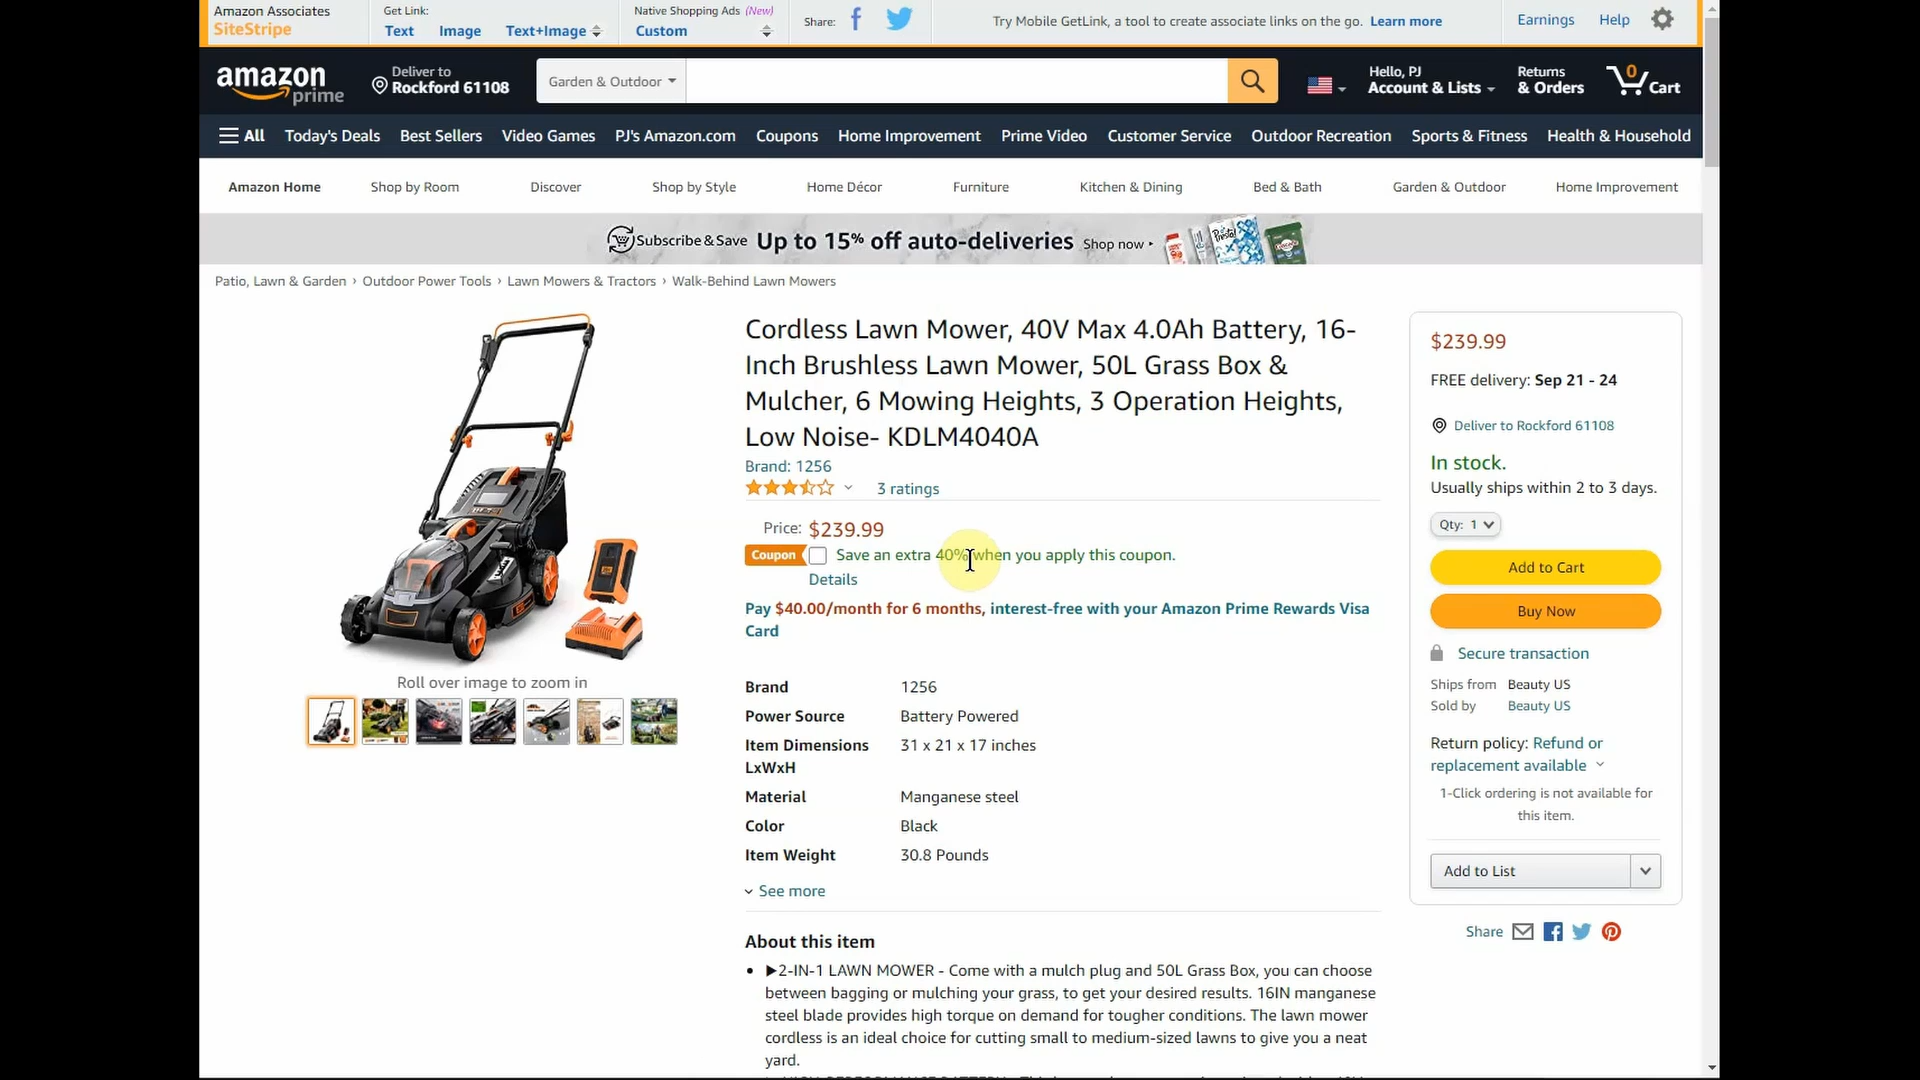 Amazon Associates
SiteStripe
Get Link:
Text Image Text+Image
Native Shopping Ads (New)
Custom
Share:
Try Mobile GetLink, a tool to create associate links on the go. Learn more
Earnings Help
amazon
prime
Deliver to
Rockford 61108
Garden & Outdoor
Hello, PJ
Account & Lists
Returns
& Orders
0
Cart
All Today's Deals Best Sellers Video Games PJ's Amazon.com Coupons Home Improvement Prime Video Customer Service Outdoor Recreation Sports & Fitness Health & Household
Amazon Home Shop by Room Discover Shop by Style Home Décor Furniture Kitchen & Dining Bed & Bath Garden & Outdoor Home Improvement
Subscribe & Save Up to 15% off auto-deliveries Shop now
Presto!
Patio, Lawn & Garden › Outdoor Power Tools › Lawn Mowers & Tractors › Walk-Behind Lawn Mowers
Roll over image to zoom in
Cordless Lawn Mower, 40V Max 4.0Ah Battery, 16-
Inch Brushless Lawn Mower, 50L Grass Box &
Mulcher, 6 Mowing Heights, 3 Operation Heights,
Low Noise- KDLM4040A
Brand: 1256
3 ratings
Price: $239.99
Coupon Save an extra 40% when you apply this coupon.
Details
Pay $40.00/month for 6 months, interest-free with your Amazon Prime Rewards Visa
Card
Brand 1256
Power Source Battery Powered
Item Dimensions 31 x 21 x 17 inches
LxWxH
Material Manganese steel
Color Black
Item Weight 30.8 Pounds
See more
About this item
• ▶2-IN-1 LAWN MOWER - Come with a mulch plug and 50L Grass Box, you can choose
between bagging or mulching your grass, to get your desired results. 16IN manganese
steel blade provides high torque on demand for tougher conditions. The lawn mower
cordless is an ideal choice for cutting small to medium-sized lawns to give you a neat
yard.
$239.99
FREE delivery: Sep 21 - 24
Deliver to Rockford 61108
In stock.
Usually ships within 2 to 3 days.
Qty: 1
Add to Cart
Buy Now
Secure transaction
Ships from Beauty US
Sold by Beauty US
Return policy: Refund or
replacement available
1-Click ordering is not available for
this item.
Add to List
Share